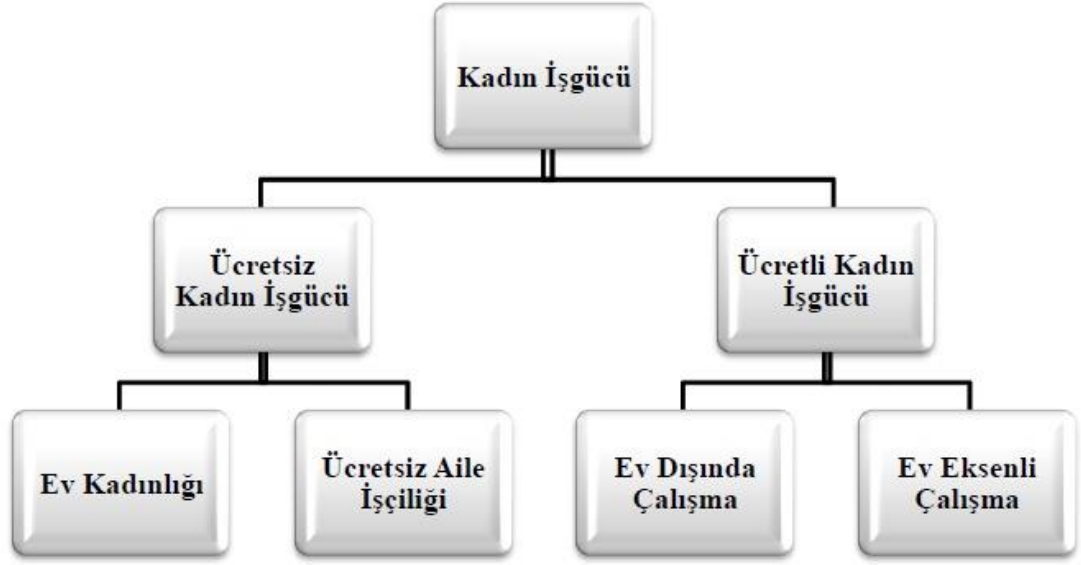 Kadın İşgücü
Ücretsiz
Kadın İşgücü
Ücretli Kadın
İşgücü
Ev Kadınlığı
Ücretsiz Aile
İşçiliği
Ev Dışında
Çalışma
Ev Eksenli
Çalışma